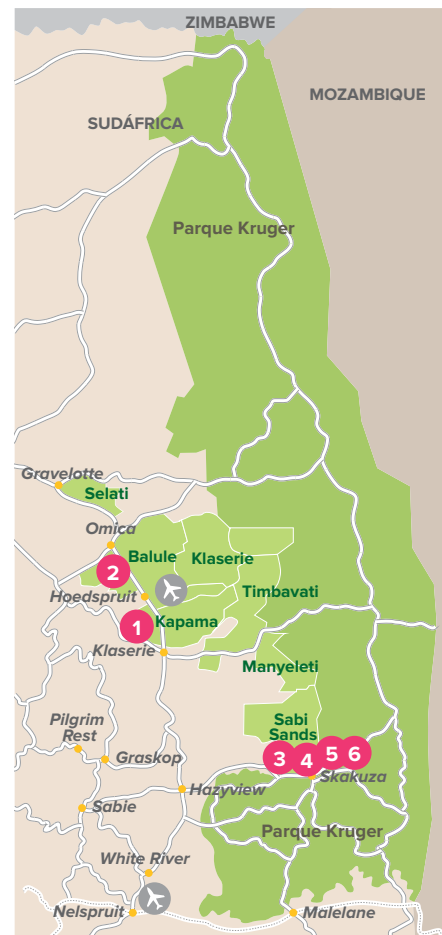 ZIMBABWE
MOZAMBIQUE
SUDÁFRICA
Parque Kruger
Gravelotte
Selati
Omica
Balule
Klaserie
2
Hoedspruit
Timbavati
1
Kapama
Klaserie
Manyeleti
Pilgrim
Rest
Sabi
Sands
Graskop
3
4
5
6
Skakuza
Hazyview
Sabie
Parque Kruger
White River
Nelspruit
Malelane